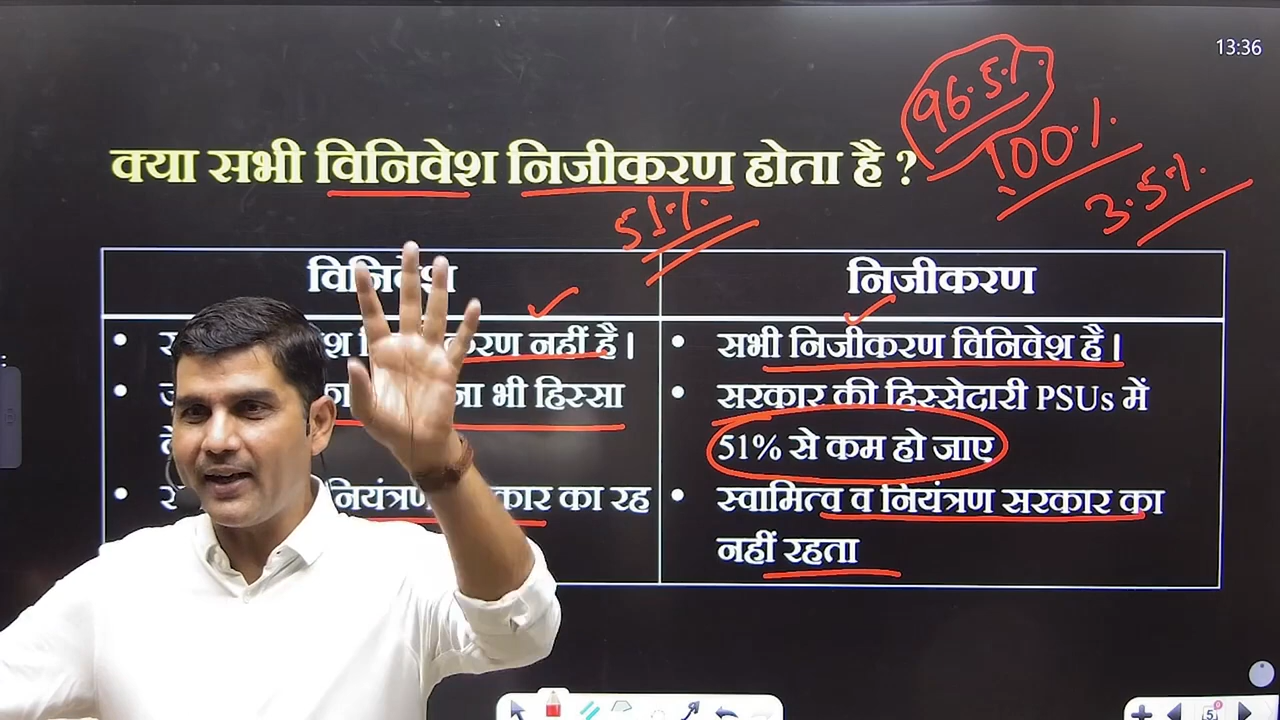 13:36
96.5%
100%
3.5%
क्या सभी विनिवेश निजीकरण होता है ?
51%
विनिवेश
निजीकरण
नहीं है।
सभी निजीकरण विनिवेश है।
भी हिस्सा
सरकार की हिस्सेदारी PSUs में
51% से कम हो जाए
का रह
स्वामित्व व नियंत्रण सरकार का
नहीं रहता
5